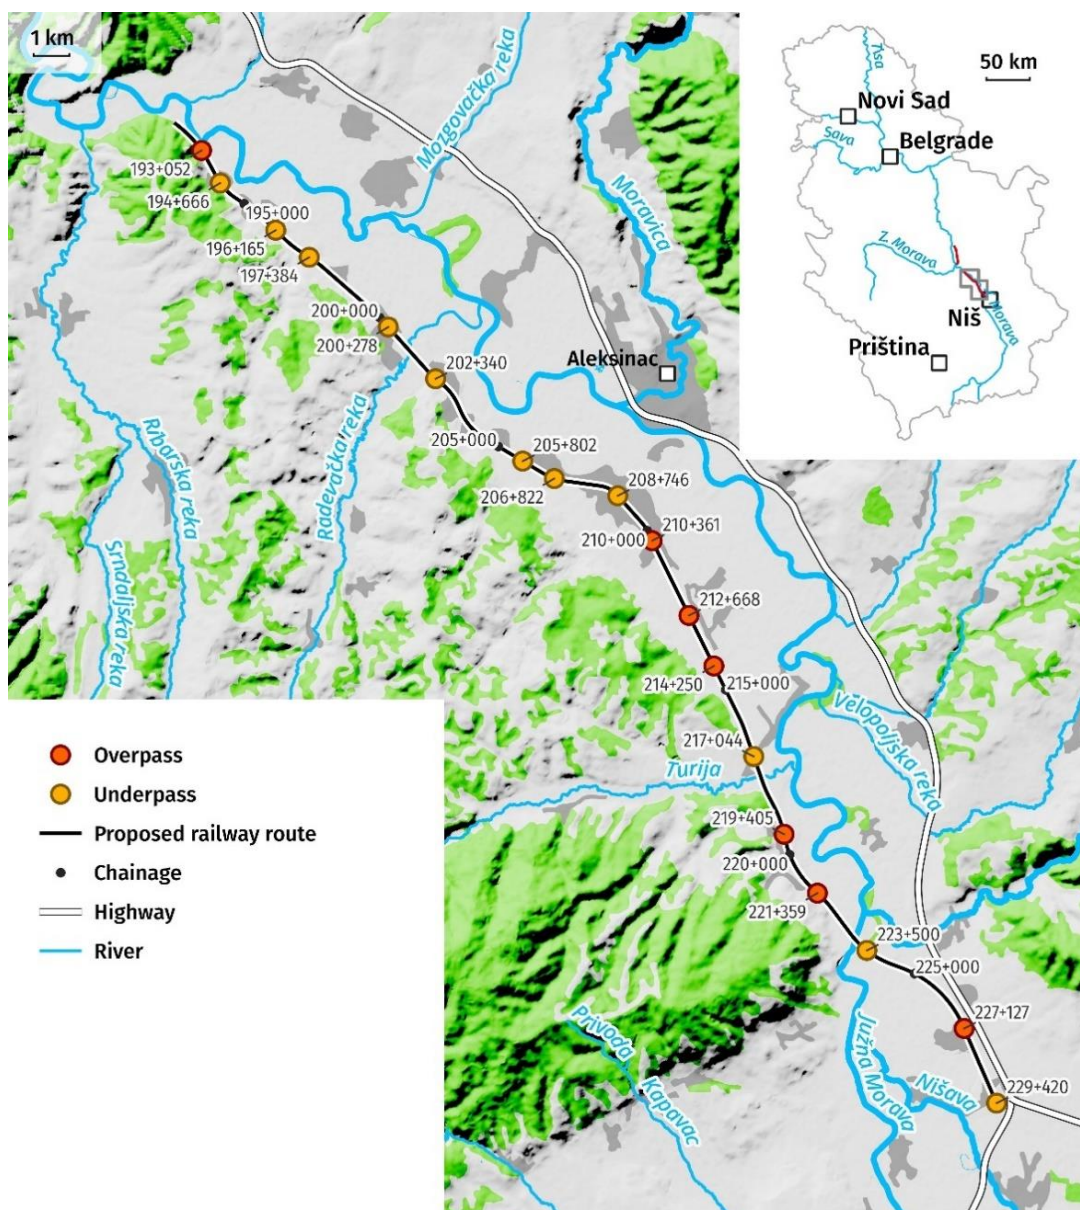 1 km
Mozgovačka reka
Moravica
193+052
194+666
195+000
196+165
197+384
200+000
200+278
202+340
Aleksinac
205+000
205+802
206+822
208+746
210+361
210+000
Ribarska reka
Srndaljska reka
Radevačka reka
212+668
214+250
215+000
217+044
Turija
Velopoljska reka
219+405
220+000
221+359
223+500
225+000
227+127
229+420
Privoda
Kapavac
Južna Morava
Nišava
50 km
Tisa
Novi Sad
Sava
Belgrade
Z. Morava
Niš
Morava
Priština
Overpass
Underpass
Proposed railway route
Chainage
Highway
River